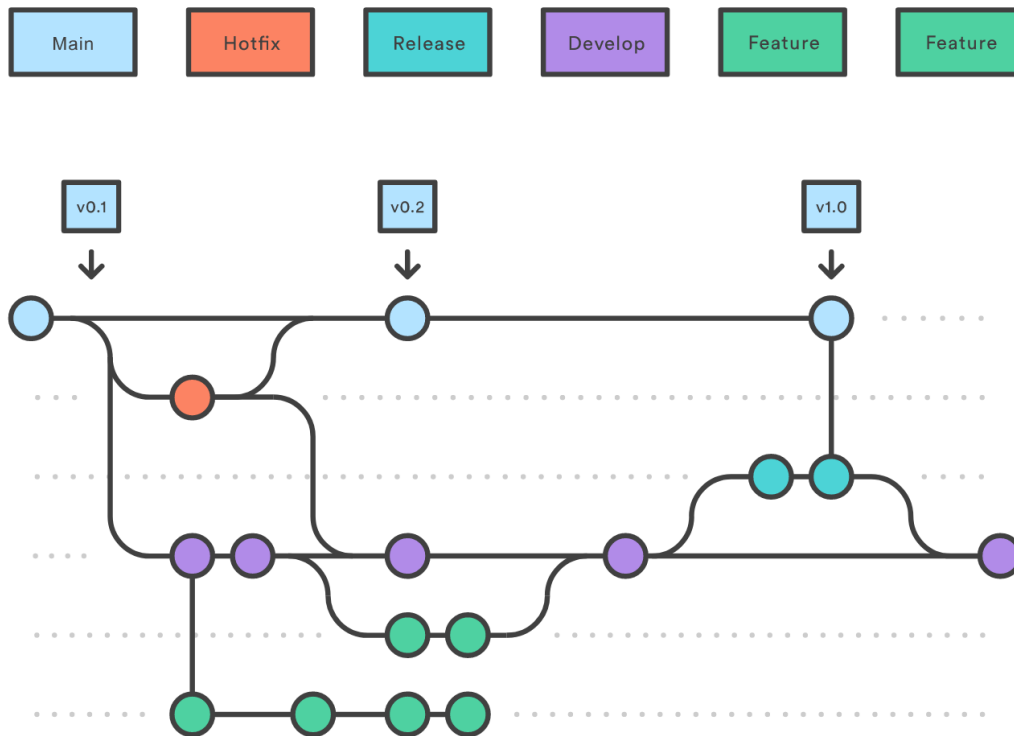 Main
Hotfix
Release
Develop
Feature
Feature
v0.1
v0.2
v1.0